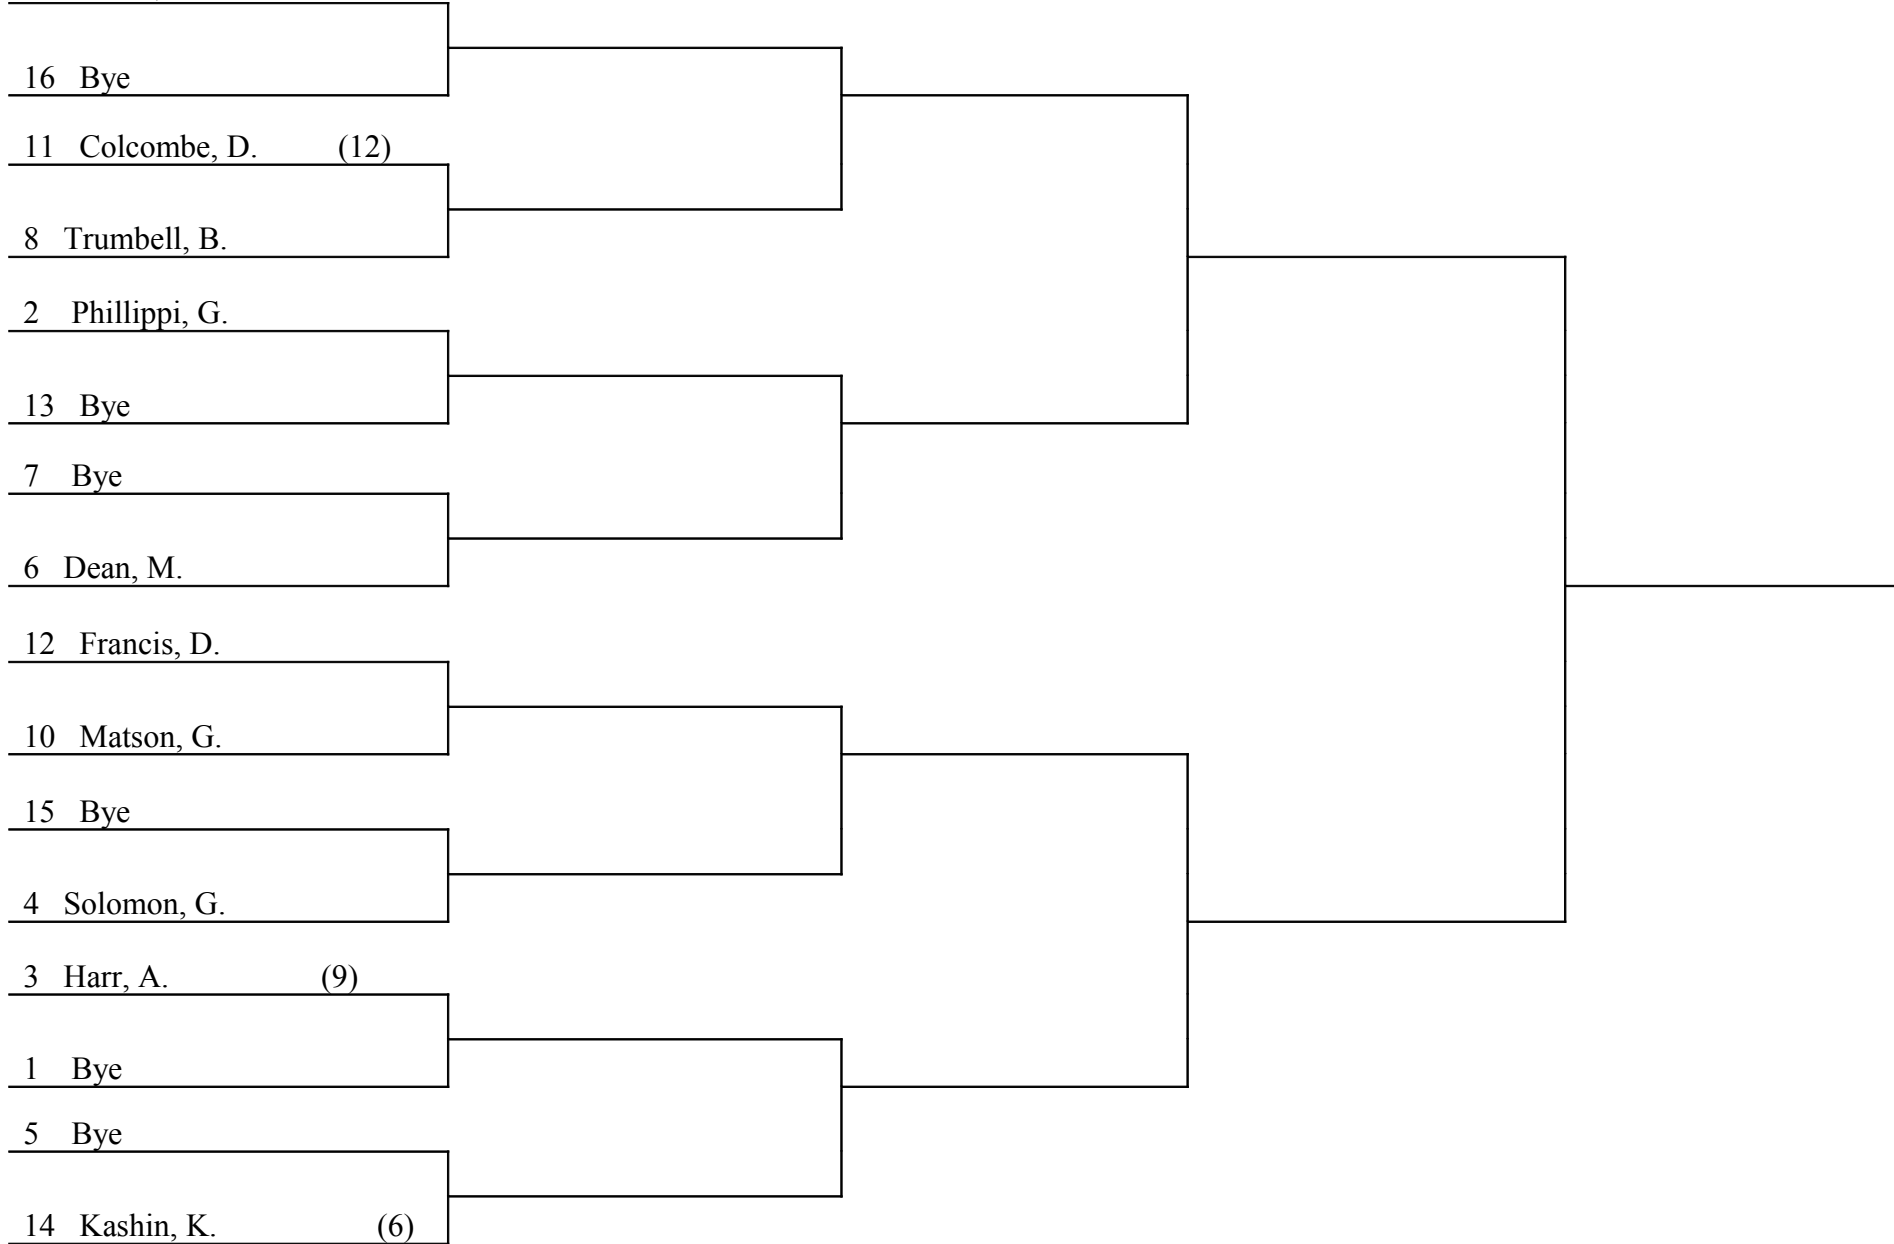 16 Bye
11 Colcombe, D. (12)
8 Trumbell, B.
2 Phillippi, G.
13 Bye
7 Bye
6 Dean, M.
12 Francis, D.
10 Matson, G.
15 Bye
4 Solomon, G.
3 Harr, A. (9)
1 Bye
5 Bye
14 Kashin, K. (6)